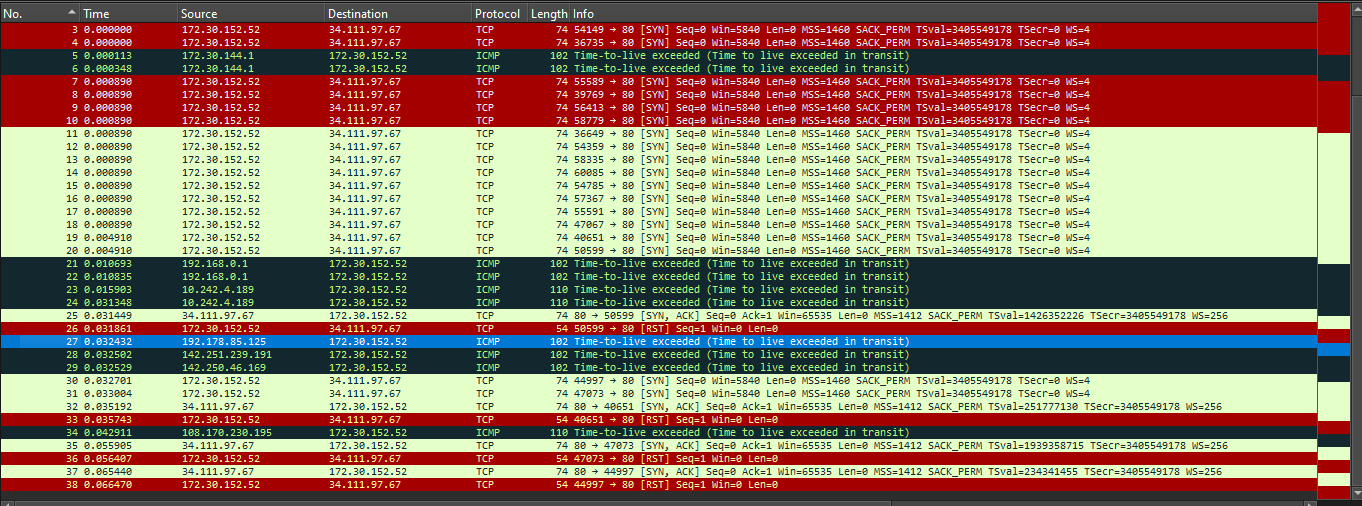 No. Time Source Destination Protocol Length Info
3 0.000000 172.30.152.52 34.111.97.67 TCP 74 54149 → 80 [SYN] Seq=0 Win=5840 Len=0 MSS=1460 SACK_PERM TSval=3405549178 TSecr=0 WS=4
4 0.000000 172.30.152.52 34.111.97.67 TCP 74 36735 → 80 [SYN] Seq=0 Win=5840 Len=0 MSS=1460 SACK_PERM TSval=3405549178 TSecr=0 WS=4
5 0.000113 172.30.144.1 172.30.152.52 ICMP 102 Time-to-live exceeded (Time to live exceeded in transit)
6 0.000348 172.30.144.1 172.30.152.52 ICMP 102 Time-to-live exceeded (Time to live exceeded in transit)
7 0.000890 172.30.152.52 34.111.97.67 TCP 74 55589 → 80 [SYN] Seq=0 Win=5840 Len=0 MSS=1460 SACK_PERM TSval=3405549178 TSecr=0 WS=4
8 0.000890 172.30.152.52 34.111.97.67 TCP 74 39769 → 80 [SYN] Seq=0 Win=5840 Len=0 MSS=1460 SACK_PERM TSval=3405549178 TSecr=0 WS=4
9 0.000890 172.30.152.52 34.111.97.67 TCP 74 56413 → 80 [SYN] Seq=0 Win=5840 Len=0 MSS=1460 SACK_PERM TSval=3405549178 TSecr=0 WS=4
10 0.000890 172.30.152.52 34.111.97.67 TCP 74 58779 → 80 [SYN] Seq=0 Win=5840 Len=0 MSS=1460 SACK_PERM TSval=3405549178 TSecr=0 WS=4
11 0.000890 172.30.152.52 34.111.97.67 TCP 74 36649 → 80 [SYN] Seq=0 Win=5840 Len=0 MSS=1460 SACK_PERM TSval=3405549178 TSecr=0 WS=4
12 0.000890 172.30.152.52 34.111.97.67 TCP 74 54359 → 80 [SYN] Seq=0 Win=5840 Len=0 MSS=1460 SACK_PERM TSval=3405549178 TSecr=0 WS=4
13 0.000890 172.30.152.52 34.111.97.67 TCP 74 58335 → 80 [SYN] Seq=0 Win=5840 Len=0 MSS=1460 SACK_PERM TSval=3405549178 TSecr=0 WS=4
14 0.000890 172.30.152.52 34.111.97.67 TCP 74 60085 → 80 [SYN] Seq=0 Win=5840 Len=0 MSS=1460 SACK_PERM TSval=3405549178 TSecr=0 WS=4
15 0.000890 172.30.152.52 34.111.97.67 TCP 74 54785 → 80 [SYN] Seq=0 Win=5840 Len=0 MSS=1460 SACK_PERM TSval=3405549178 TSecr=0 WS=4
16 0.000890 172.30.152.52 34.111.97.67 TCP 74 57367 → 80 [SYN] Seq=0 Win=5840 Len=0 MSS=1460 SACK_PERM TSval=3405549178 TSecr=0 WS=4
17 0.000890 172.30.152.52 34.111.97.67 TCP 74 55591 → 80 [SYN] Seq=0 Win=5840 Len=0 MSS=1460 SACK_PERM TSval=3405549178 TSecr=0 WS=4
18 0.000890 172.30.152.52 34.111.97.67 TCP 74 47067 → 80 [SYN] Seq=0 Win=5840 Len=0 MSS=1460 SACK_PERM TSval=3405549178 TSecr=0 WS=4
19 0.004910 172.30.152.52 34.111.97.67 TCP 74 40651 → 80 [SYN] Seq=0 Win=5840 Len=0 MSS=1460 SACK_PERM TSval=3405549178 TSecr=0 WS=4
20 0.004910 172.30.152.52 34.111.97.67 TCP 74 50599 → 80 [SYN] Seq=0 Win=5840 Len=0 MSS=1460 SACK_PERM TSval=3405549178 TSecr=0 WS=4
21 0.010693 192.168.0.1 172.30.152.52 ICMP 102 Time-to-live exceeded (Time to live exceeded in transit)
22 0.010835 192.168.0.1 172.30.152.52 ICMP 102 Time-to-live exceeded (Time to live exceeded in transit)
23 0.015903 10.242.4.189 172.30.152.52 ICMP 110 Time-to-live exceeded (Time to live exceeded in transit)
24 0.031348 10.242.4.189 172.30.152.52 ICMP 110 Time-to-live exceeded (Time to live exceeded in transit)
25 0.031449 34.111.97.67 172.30.152.52 TCP 74 80 → 50599 [SYN, ACK] Seq=0 Ack=1 Win=65535 Len=0 MSS=1412 SACK_PERM TSval=1426352226 TSecr=3405549178 WS=256
26 0.031861 172.30.152.52 34.111.97.67 TCP 54 50599 → 80 [RST] Seq=1 Win=0 Len=0
27 0.032432 192.178.85.125 172.30.152.52 ICMP 102 Time-to-live exceeded (Time to live exceeded in transit)
28 0.032502 142.251.239.191 172.30.152.52 ICMP 102 Time-to-live exceeded (Time to live exceeded in transit)
29 0.032529 142.250.46.169 172.30.152.52 ICMP 102 Time-to-live exceeded (Time to live exceeded in transit)
30 0.032701 172.30.152.52 34.111.97.67 TCP 74 44997 → 80 [SYN] Seq=0 Win=5840 Len=0 MSS=1460 SACK_PERM TSval=3405549178 TSecr=0 WS=4
31 0.033004 172.30.152.52 34.111.97.67 TCP 74 47073 → 80 [SYN] Seq=0 Win=5840 Len=0 MSS=1460 SACK_PERM TSval=3405549178 TSecr=0 WS=4
32 0.035192 34.111.97.67 172.30.152.52 TCP 74 80 → 40651 [SYN, ACK] Seq=0 Ack=1 Win=65535 Len=0 MSS=1412 SACK_PERM TSval=251777130 TSecr=3405549178 WS=256
33 0.035743 172.30.152.52 34.111.97.67 TCP 54 40651 → 80 [RST] Seq=1 Win=0 Len=0
34 0.042911 108.170.230.195 172.30.152.52 ICMP 110 Time-to-live exceeded (Time to live exceeded in transit)
35 0.055905 34.111.97.67 172.30.152.52 TCP 74 80 → 47073 [SYN, ACK] Seq=0 Ack=1 Win=65535 Len=0 MSS=1412 SACK_PERM TSval=1939358715 TSecr=3405549178 WS=256
36 0.056407 172.30.152.52 34.111.97.67 TCP 54 47073 → 80 [RST] Seq=1 Win=0 Len=0
37 0.065440 34.111.97.67 172.30.152.52 TCP 74 80 → 44997 [SYN, ACK] Seq=0 Ack=1 Win=65535 Len=0 MSS=1412 SACK_PERM TSval=234341455 TSecr=3405549178 WS=256
38 0.066470 172.30.152.52 34.111.97.67 TCP 54 44997 → 80 [RST] Seq=1 Win=0 Len=0